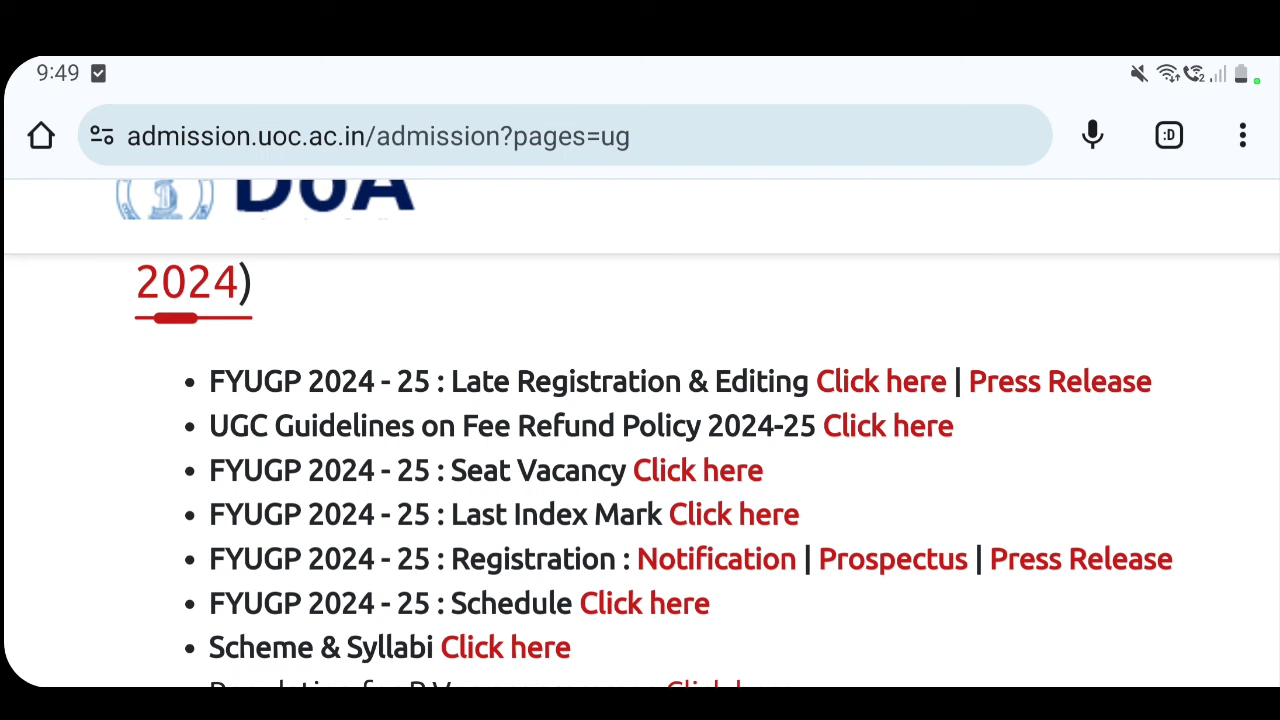 9:49
admission.uoc.ac.in/admission?pages=ug
:D
DoA
2024)
FYUGP 2024 - 25 : Late Registration & Editing Click here | Press Release
UGC Guidelines on Fee Refund Policy 2024-25 Click here
FYUGP 2024 - 25 : Seat Vacancy Click here
FYUGP 2024 - 25 : Last Index Mark Click here
FYUGP 2024 - 25 : Registration : Notification | Prospectus | Press Release
FYUGP 2024 - 25 : Schedule Click here
Scheme & Syllabi Click here